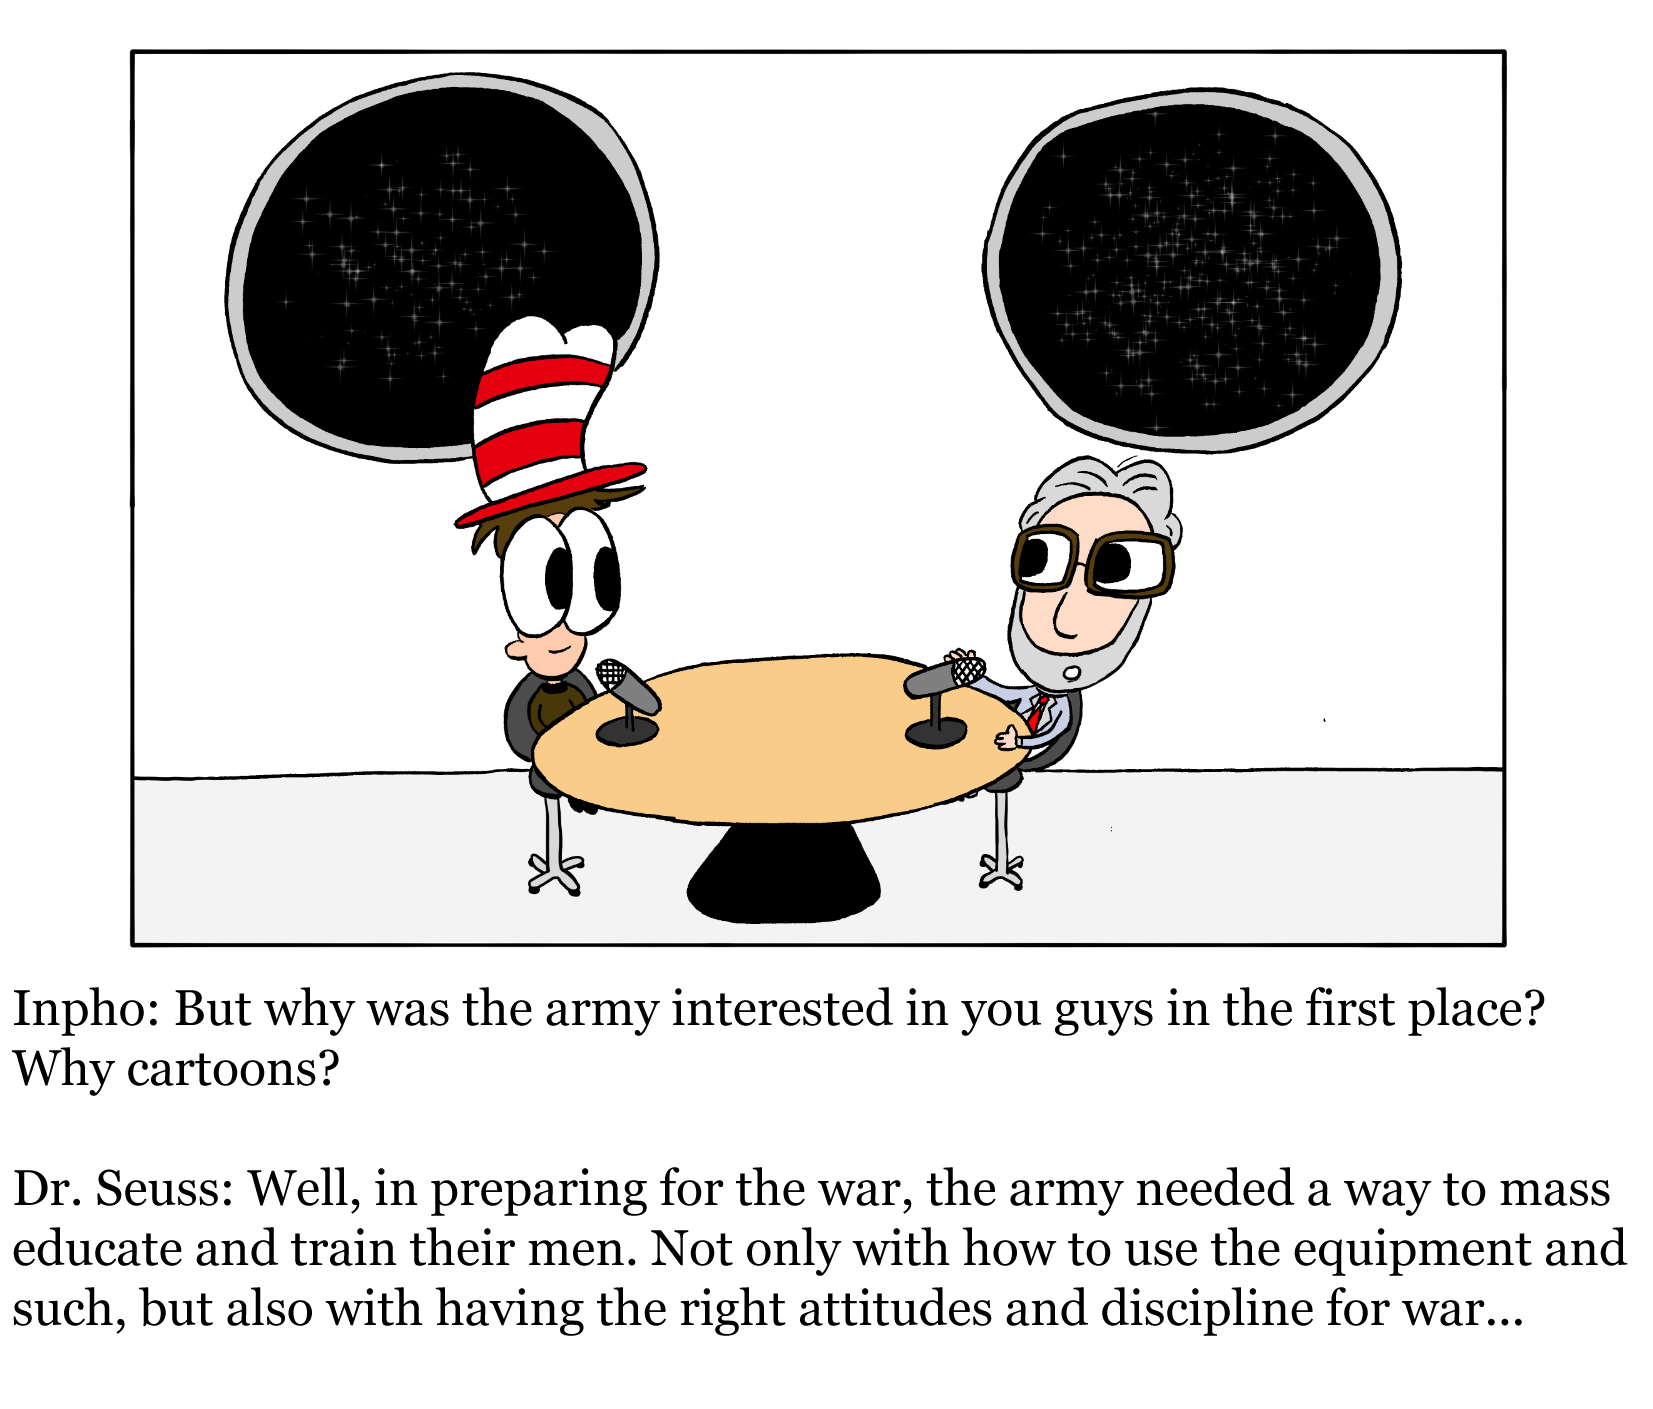 Inpho: But why was the army interested in you guys in the first place?
Why cartoons?
Dr. Seuss: Well, in preparing for the war, the army needed a way to mass
educate and train their men. Not only with how to use the equipment and
such, but also with having the right attitudes and discipline for war...